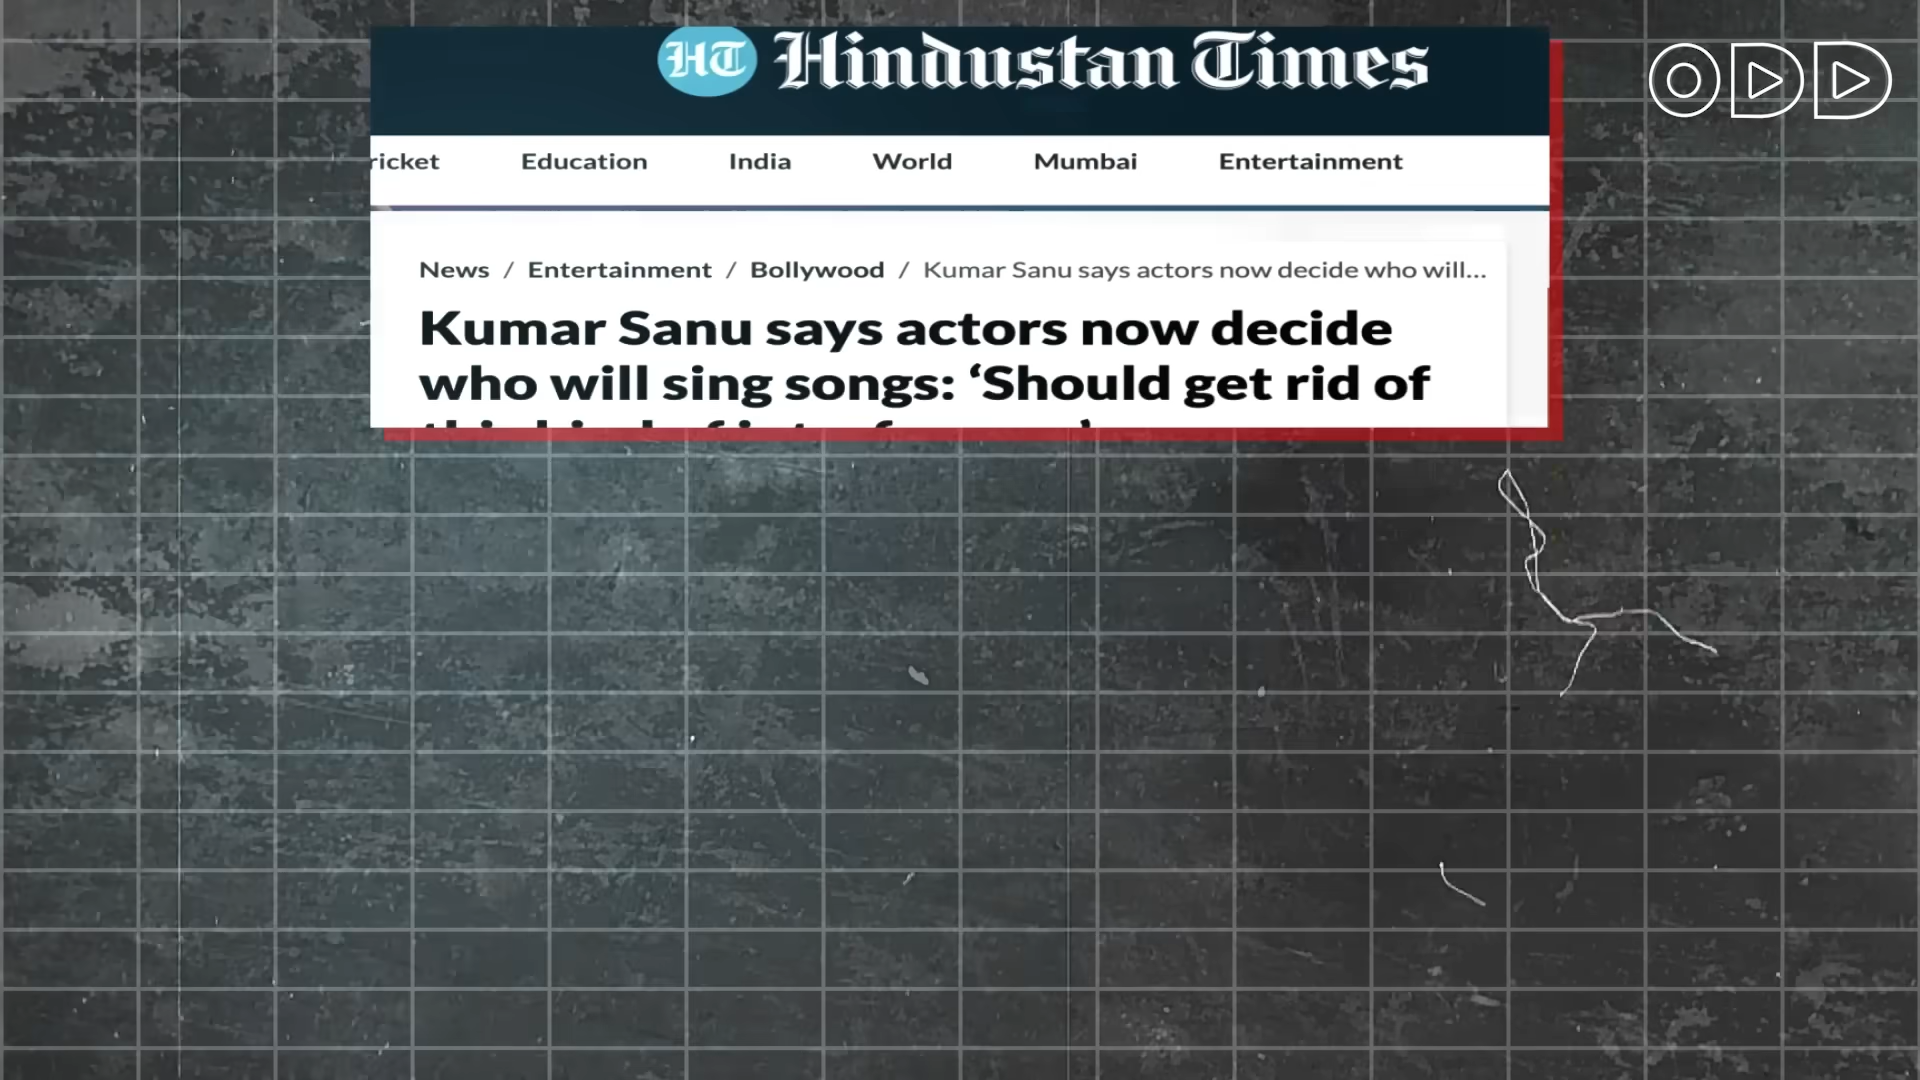 HT Hindustan Times
ODD
ricket Education India World Mumbai Entertainment
News / Entertainment / Bollywood / Kumar Sanu says actors now decide who will...
Kumar Sanu says actors now decide
who will sing songs: ‘Should get rid of